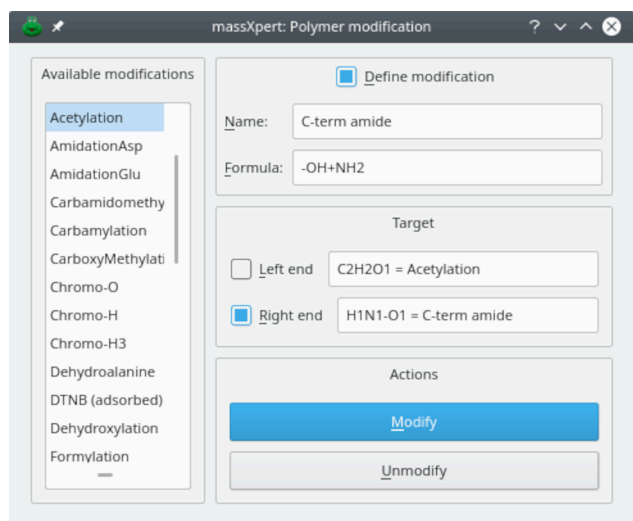 massXpert: Polymer modification
Available modifications
Acetylation
AmidationAsp
AmidationGlu
Carbamidomethy
Carbamylation
CarboxyMethylati
Chromo-O
Chromo-H
Chromo-H3
Dehydroalanine
DTNB (adsorbed)
Dehydroxylation
Formylation
Define modification
Name: C-term amide
Formula: -OH+NH2
Target
Left end C2H2O1 = Acetylation
Right end H1N1-O1 = C-term amide
Actions
Modify
Unmodify